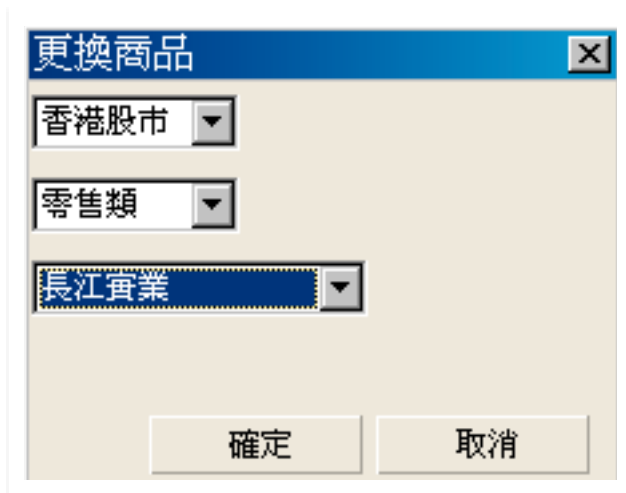 更換商品
香港股市
零售類
長江實業
確定 取消